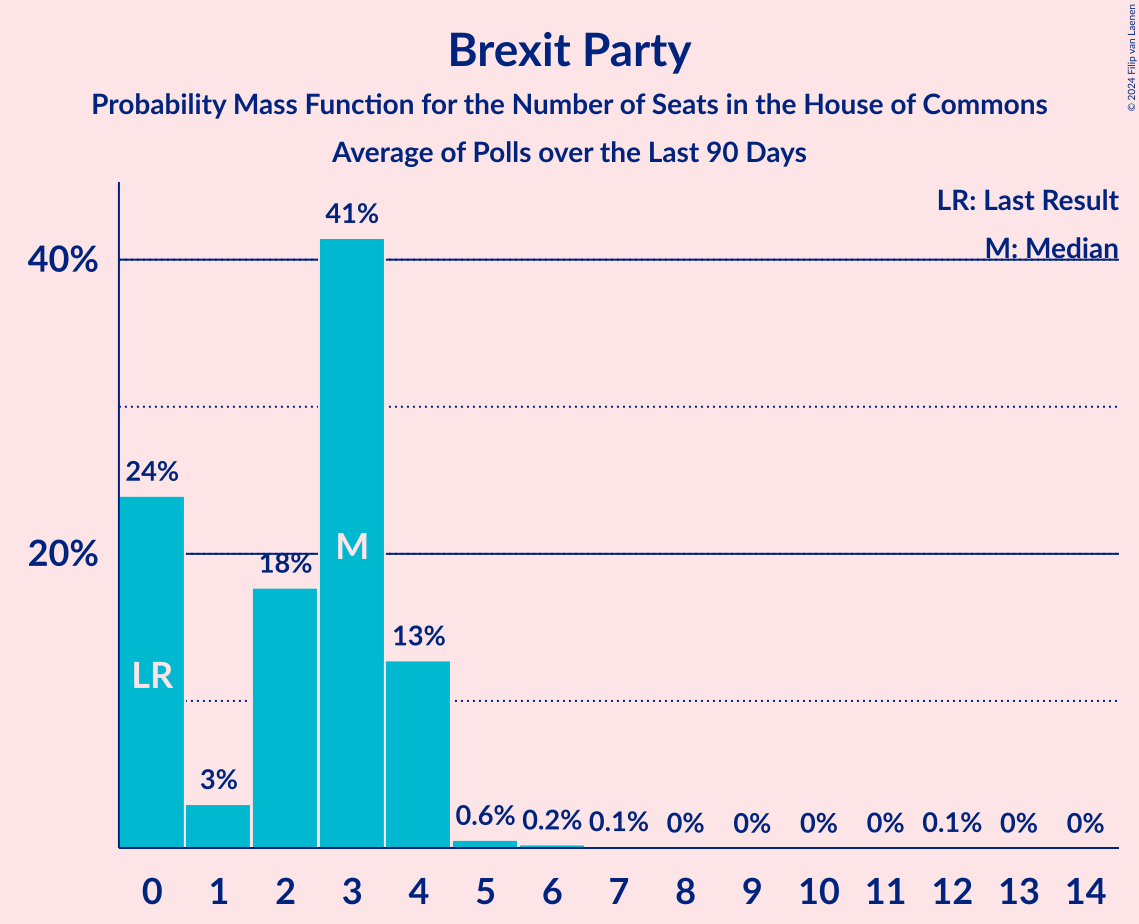 Brexit Party
Probability Mass Function for the Number of Seats in the House of Commons
Average of Polls over the Last 90 Days
© 2024 Filip van Laenen
LR: Last Result
M: Median
41%
40%
24%
20%
18%
M
13%
LR
3%
0.6% 0.2% 0.1% 0% 0% 0% 0% 0.1% 0% 0%
0 1 2 3 4 5 6 7 8 9 10 11 12 13 14